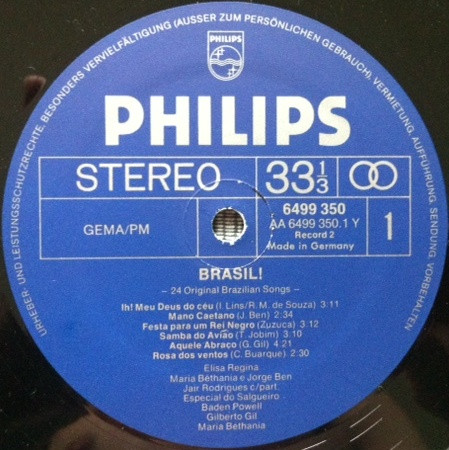 URHEBER- UND LEISTUNGSSCHUTZRECHTE, BESONDERS VERVIELFÄLTIGUNG (AUSSER ZUM PERSÖNLICHEN GEBRAUCH), VERMIETUNG, AUFFÜHRUNG, SENDUNG, VORBEHALTEN
PHILIPS
PHILIPS
STEREO 33 1/3
GEMA/PM
6499 350
AA 6499 350.1 Y
Record 2
Made in Germany
1
BRASIL!
– 24 Original Brazilian Songs –
Ih! Meu Deus do céu (I. Lins/R. M. de Souza) 3:11
Mano Caetano (J. Ben) 2:34
Festa para um Rei Negro (Zuzuca) 3.12
Samba do Avião (T. Jobim) 3.10
Aquele Abraço (G. Gil) 4:21
Rosa dos ventos (C. Buarque) 2:30
Elisa Regina
Maria Béthania e Jorge Ben
Jair Rodrigues c/part.
Especial do Salgueiro
Baden Powell
Gilberto Gil
Maria Bethania